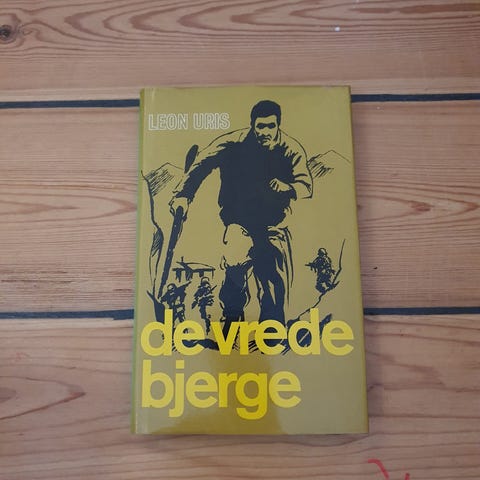 LEON URIS
de vrede
bjerge